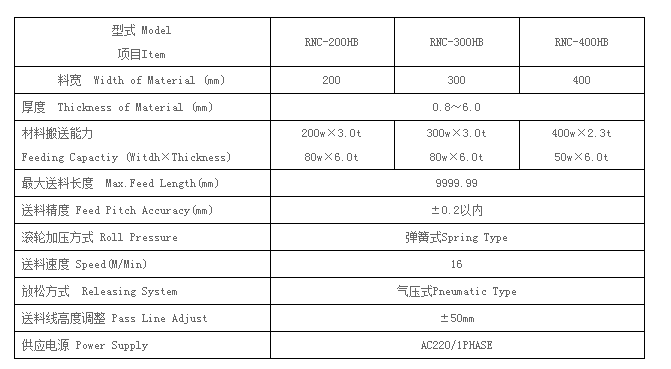 型式 Model
项目Item
RNC-200HB RNC-300HB RNC-400HB
料宽 Width of Material (mm) 200 300 400
厚度 Thickness of Material (mm) 0.8～6.0
材料搬送能力 200w×3.0t 300w×3.0t 400w×2.3t
Feeding Capactiy (Witdh×Thickness) 80w×6.0t 80w×6.0t 50w×6.0t
最大送料长度 Max.Feed Length(mm) 9999.99
送料精度 Feed Pitch Accuracy(mm) ±0.2以内
滚轮加压方式 Roll Pressure 弹簧式Spring Type
送料速度 Speed(M/Min) 16
放松方式 Releasing System 气压式Pneumatic Type
送料线高度调整 Pass Line Adjust ±50mm
供应电源 Power Supply AC220/1PHASE